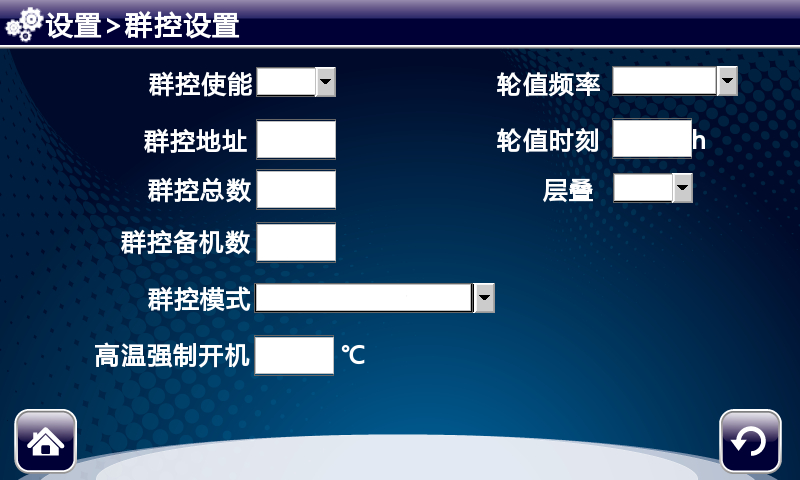 设置>群控设置
群控使能 轮值频率
群控地址 轮值时刻 h
群控总数 层叠
群控备机数
群控模式
高温强制开机 ℃